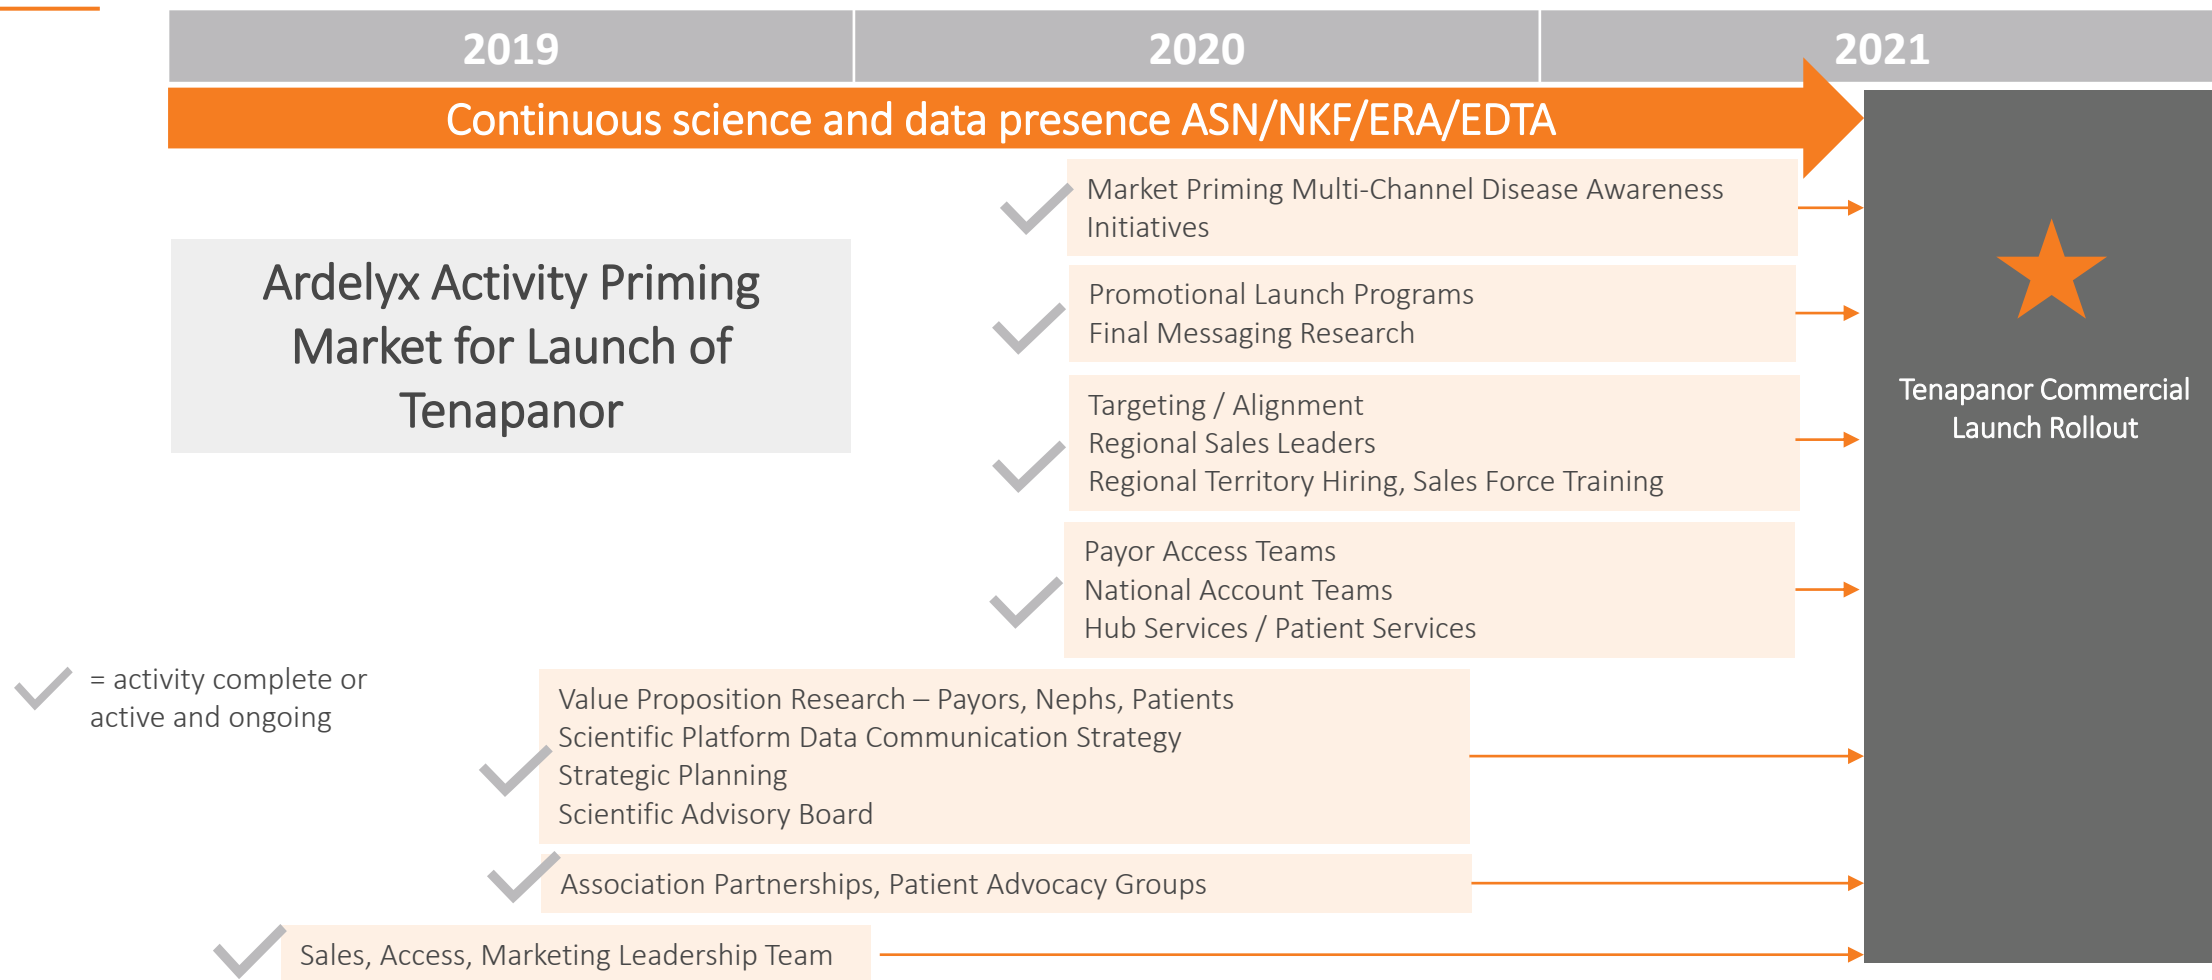 2019
2020
2021
Continuous science and data presence ASN/NKF/ERA/EDTA
Market Priming Multi-Channel Disease Awareness
Initiatives
Ardelyx Activity Priming
Market for Launch of
Tenapanor
Promotional Launch Programs
Final Messaging Research
Targeting / Alignment
Regional Sales Leaders
Regional Territory Hiring, Sales Force Training
Tenapanor Commercial
Launch Rollout
Payor Access Teams
National Account Teams
Hub Services / Patient Services
= activity complete or
active and ongoing
Value Proposition Research – Payors, Nephs, Patients
Scientific Platform Data Communication Strategy
Strategic Planning
Scientific Advisory Board
Association Partnerships, Patient Advocacy Groups
Sales, Access, Marketing Leadership Team